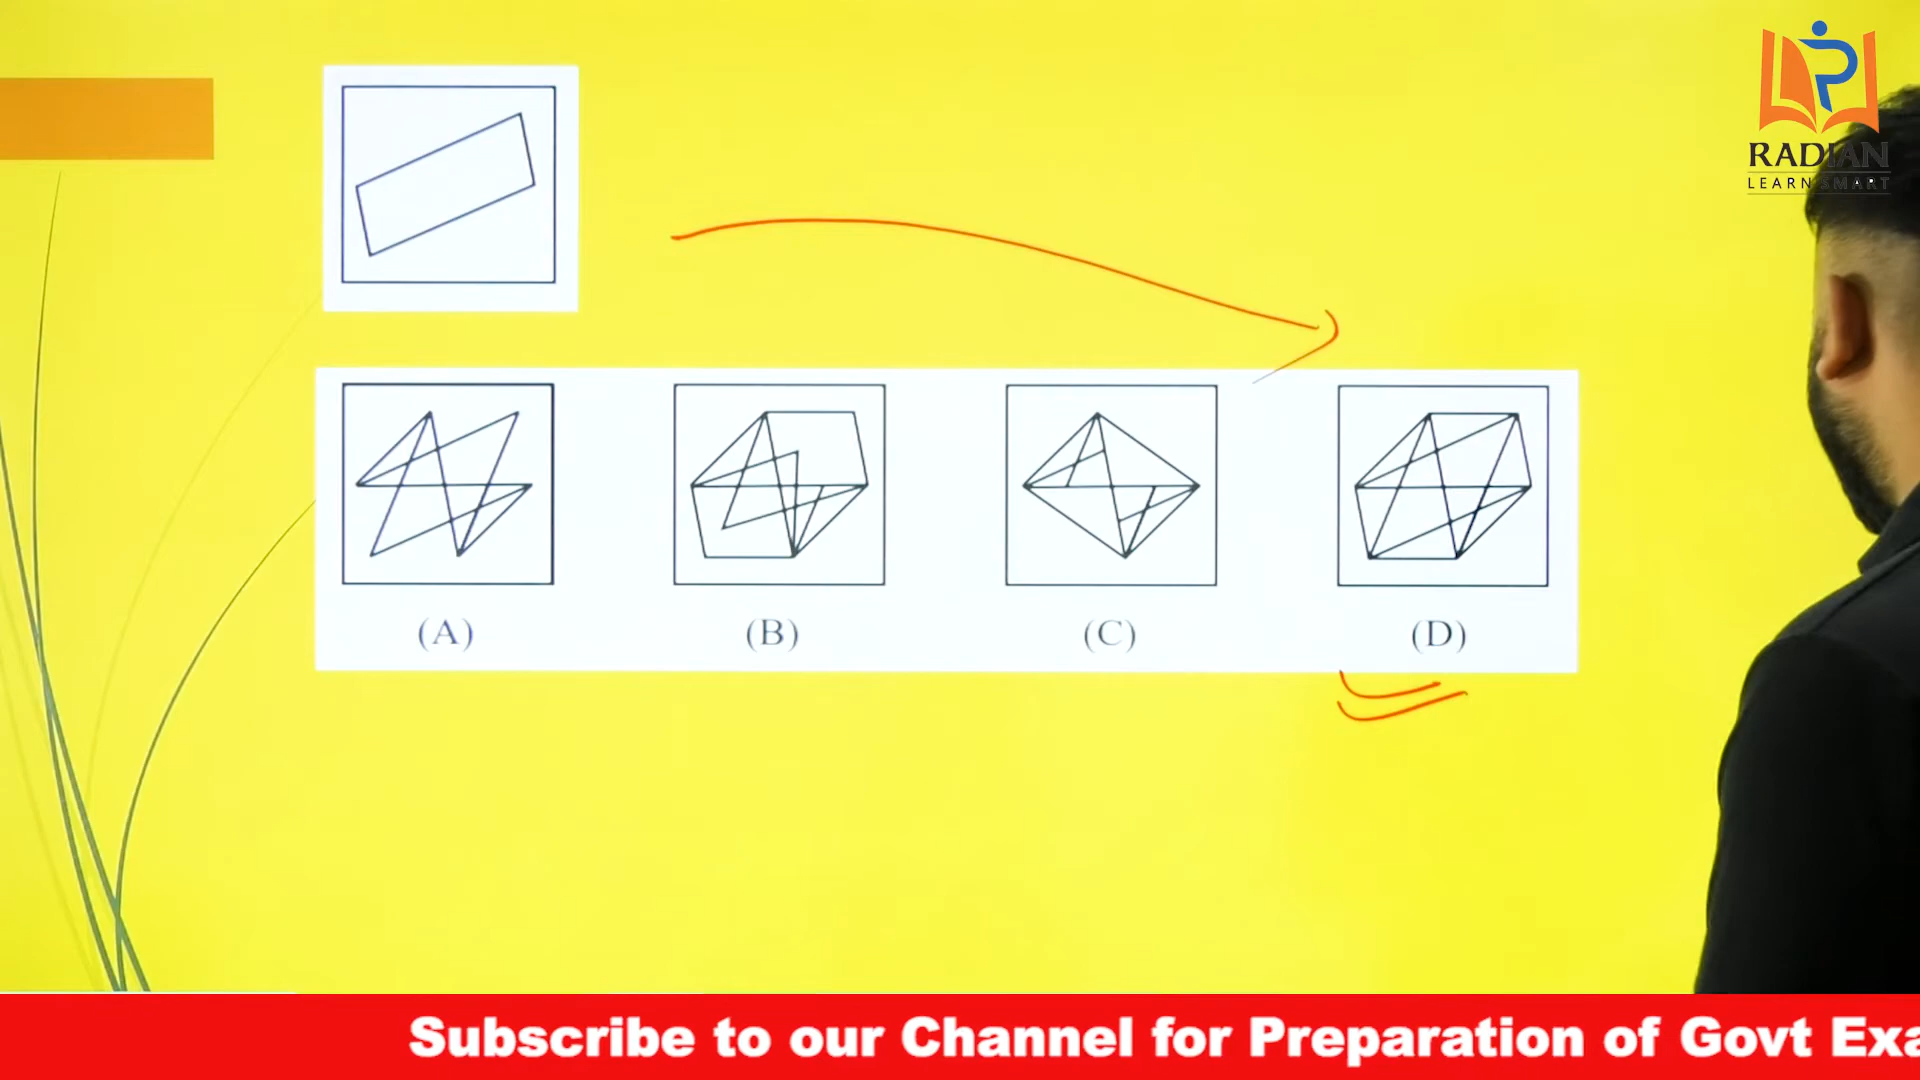 RADIAN
LEARN SMART
(A) (B) (C) (D)
Subscribe to our Channel for Preparation of Govt Exa